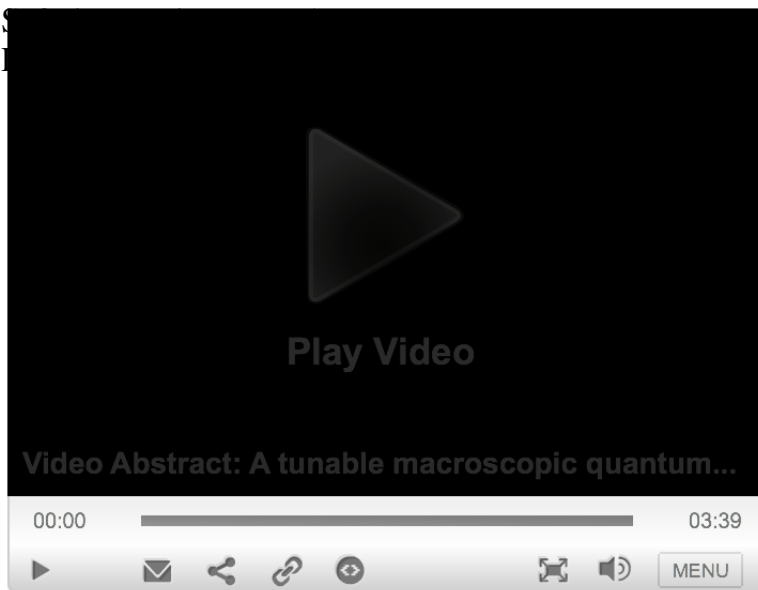 Play Video
Video Abstract: A tunable macroscopic quantum...
00:00
03:39
MENU